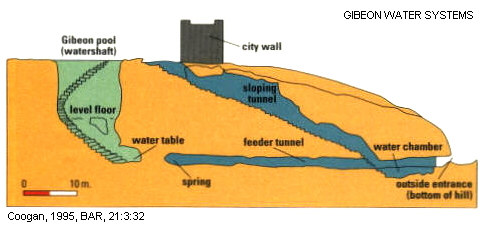 GIBEON WATER SYSTEMS
Gibeon pool
(watershaft)
city wall
sloping
tunnel
level floor
water table
feeder tunnel
water chamber
spring
outside entrance
(bottom of hill)
0 10 m.
Coogan, 1995, BAR, 21:3:32